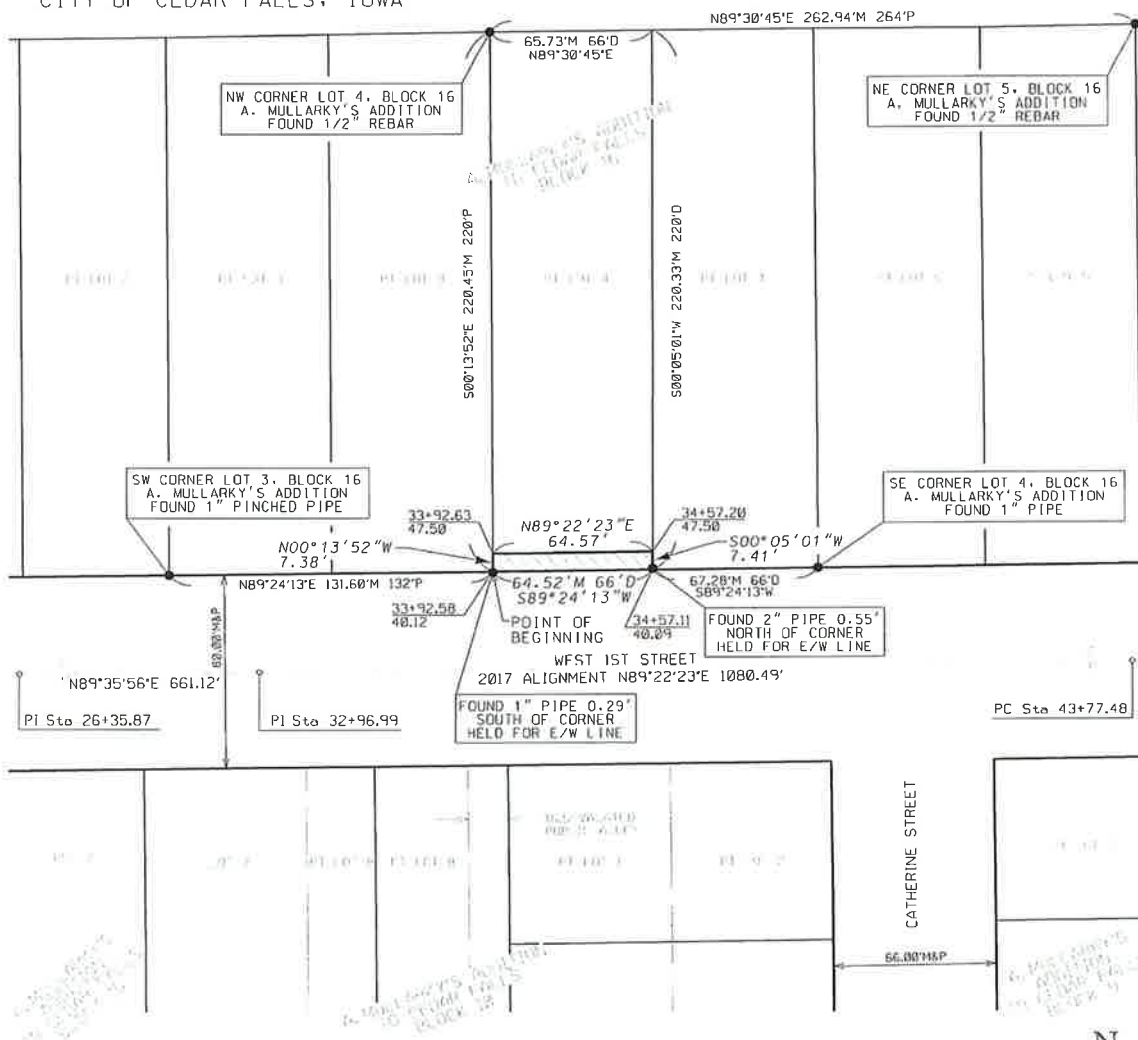 CITY OF CEDAR FALLS, IOWA
N89°30'45"E 262.94'M 264'P
65.73'M 66'D
N89°30'45"E
NW CORNER LOT 4, BLOCK 16
A. MULLARKY'S ADDITION
FOUND 1/2" REBAR
NE CORNER LOT 5, BLOCK 16
A. MULLARKY'S ADDITION
FOUND 1/2" REBAR
S00°13'52"E 220.45'M 220'P
S00°05'01"W 220.33'M 220'D
SW CORNER LOT 3, BLOCK 16
A. MULLARKY'S ADDITION
FOUND 1" PINCHED PIPE
SE CORNER LOT 4, BLOCK 16
A. MULLARKY'S ADDITION
FOUND 1" PIPE
33+92.63
47.50
N89°22'23"E
64.57'
34+57.20
47.50
N00°13'52"W
7.38'
S00°05'01"W
7.41'
N89°24'13"E 131.60'M 132'P
64.52'M 66'D
S89°24'13"W
67.28'M 66'D
S89°24'13"W
33+92.58
40.12
POINT OF
BEGINNING
34+57.11
40.09
FOUND 2" PIPE 0.55'
NORTH OF CORNER
HELD FOR E/W LINE
60.00'M&P
WEST 1ST STREET
N89°35'56"E 661.12'
2017 ALIGNMENT N89°22'23"E 1080.49'
PI Sta 26+35.87
PI Sta 32+96.99
FOUND 1" PIPE 0.29'
SOUTH OF CORNER
HELD FOR E/W LINE
PC Sta 43+77.48
CATHERINE STREET
66.00'M&P
N